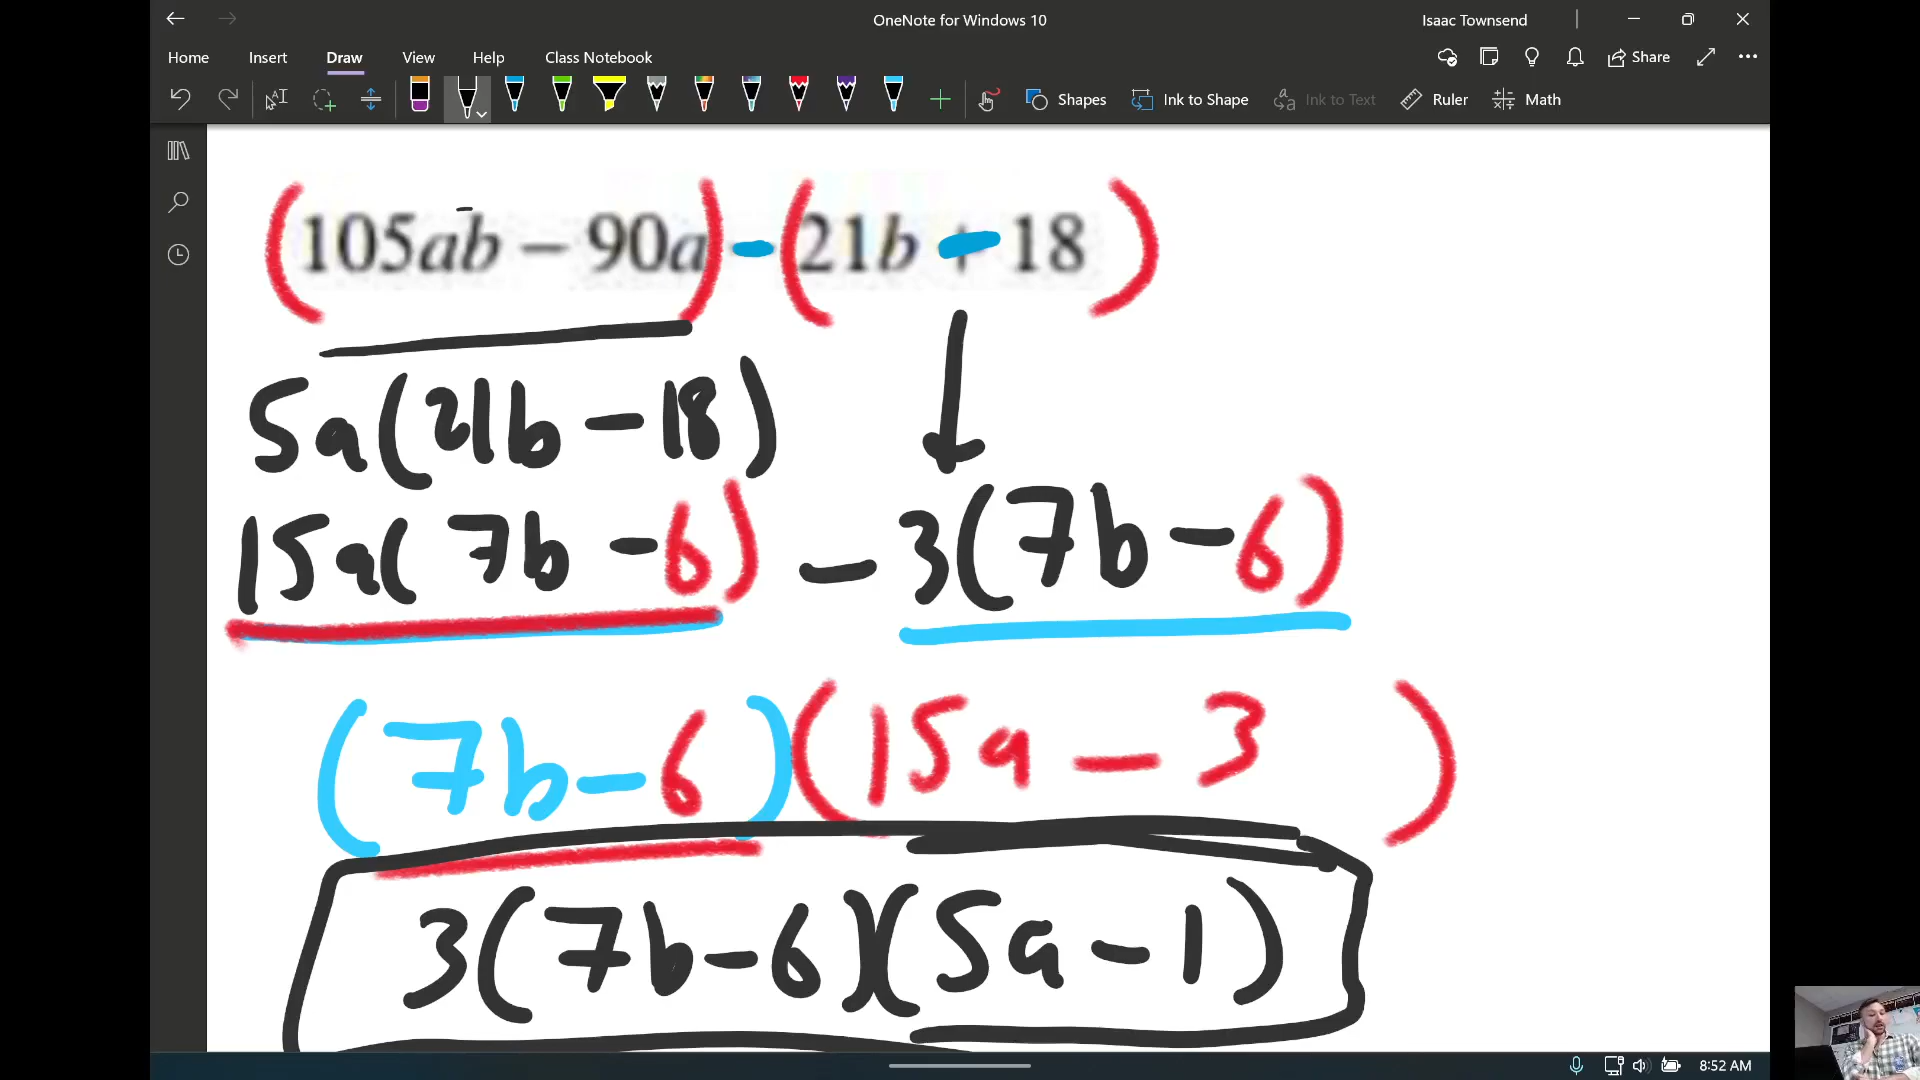 OneNote for Windows 10
Isaac Townsend
Home Insert Draw View Help Class Notebook
Share
Shapes Ink to Shape Ink to Text Ruler Math
(105ab - 90a) - (21b - 18)
5a(21b - 18)
15a(7b - 6) - 3(7b - 6)
(7b - 6)(15a - 3)
3(7b - 6)(5a - 1)
8:52 AM